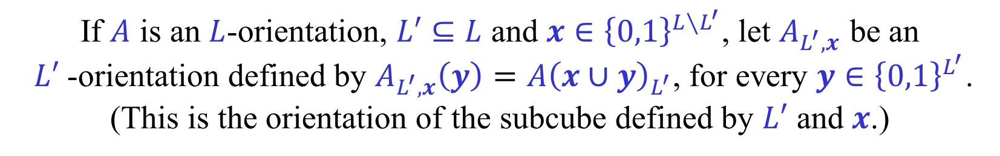 If A is an L-orientation, L′ ⊆ L and x ∈ {0,1}^{L\L′}, let A_{L′,x} be an
L′ -orientation defined by A_{L′,x}(y) = A(x ∪ y)_{L′}, for every y ∈ {0,1}^{L′}.
(This is the orientation of the subcube defined by L′ and x.)